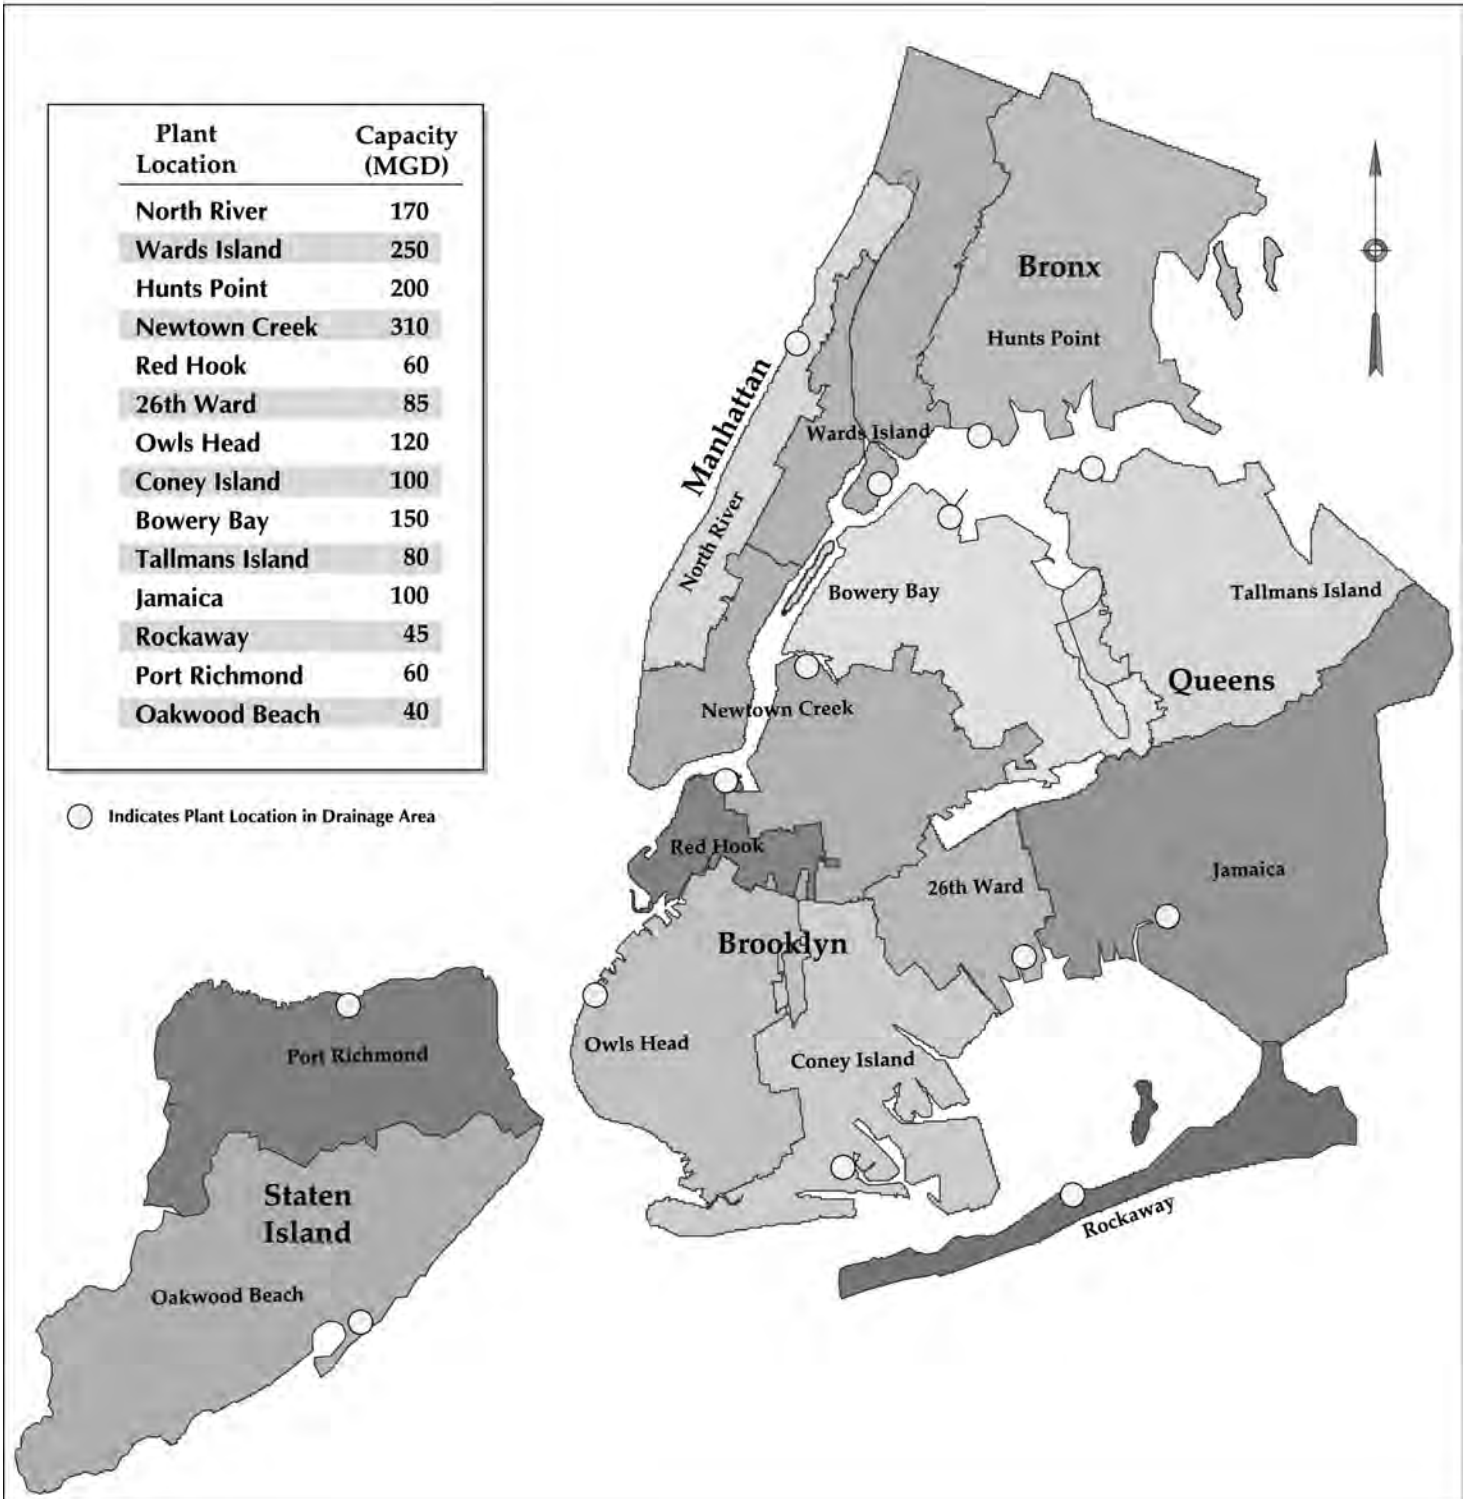 Plant Capacity
Location (MGD)
North River 170
Wards Island 250
Hunts Point 200
Newtown Creek 310
Red Hook 60
26th Ward 85
Owls Head 120
Coney Island 100
Bowery Bay 150
Tallmans Island 80
Jamaica 100
Rockaway 45
Port Richmond 60
Oakwood Beach 40
Indicates Plant Location in Drainage Area
Bronx
Hunts Point
Manhattan
Wards Island
North River
Bowery Bay
Tallmans Island
Queens
Newtown Creek
Red Hook
26th Ward
Jamaica
Brooklyn
Owls Head
Coney Island
Port Richmond
Staten
Island
Rockaway
Oakwood Beach